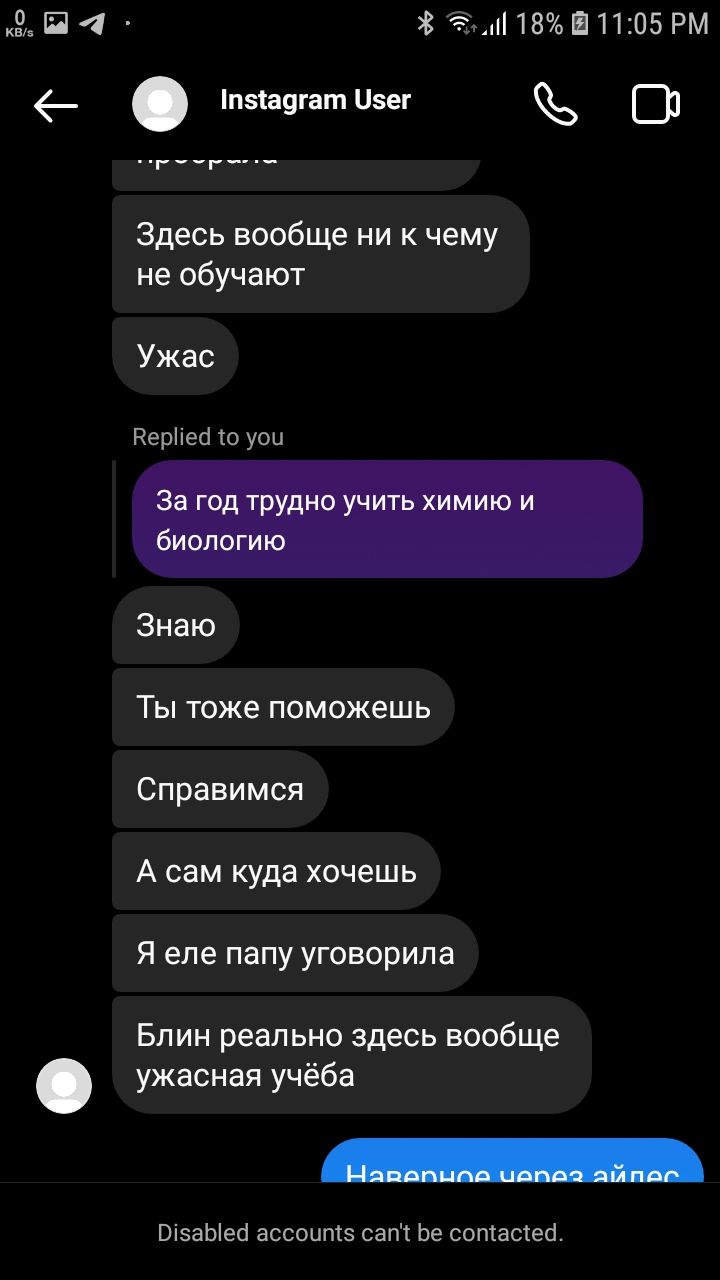 0
KB/s
18%
11:05 PM
Instagram User
Здесь вообще ни к чему
не обучают
Ужас
Replied to you
За год трудно учить химию и
биологию
Знаю
Ты тоже поможешь
Справимся
А сам куда хочешь
Я еле папу уговорила
Блин реально здесь вообще
ужасная учёба
Наверное через айлес
Disabled accounts can't be contacted.